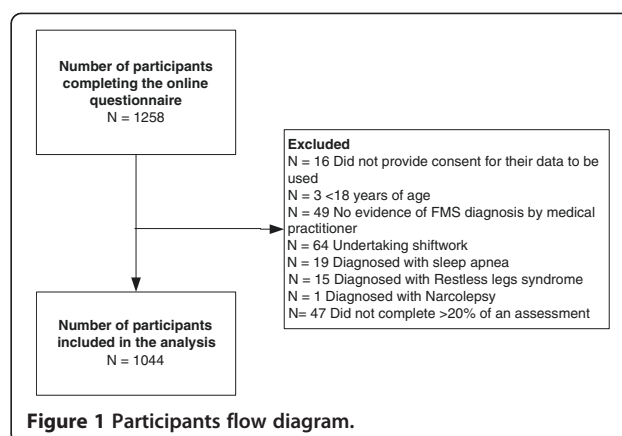 Number of participants
completing the online
questionnaire
N = 1258
Excluded
N = 16 Did not provide consent for their data to be
used
N = 3 <18 years of age
N = 49 No evidence of FMS diagnosis by medical
practitioner
N = 64 Undertaking shiftwork
N = 19 Diagnosed with sleep apnea
N = 15 Diagnosed with Restless legs syndrome
N = 1 Diagnosed with Narcolepsy
N= 47 Did not complete >20% of an assessment
Number of participants
included in the analysis
N = 1044
Figure 1 Participants flow diagram.